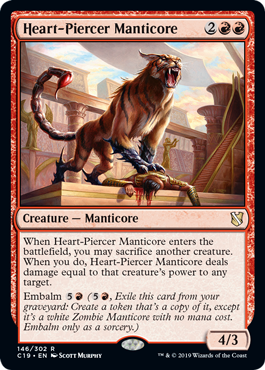 Heart-Piercer Manticore 2
Creature — Manticore
When Heart-Piercer Manticore enters the
battlefield, you may sacrifice another creature.
When you do, Heart-Piercer Manticore deals
damage equal to that creature's power to any
target.
Embalm 5 (5, Exile this card from your
graveyard: Create a token that's a copy of it, except
it's a white Zombie Manticore with no mana cost.
Embalm only as a sorcery.)
4/3
146/302 R
C19 • EN Scott Murphy
™ & © 2019 Wizards of the Coast